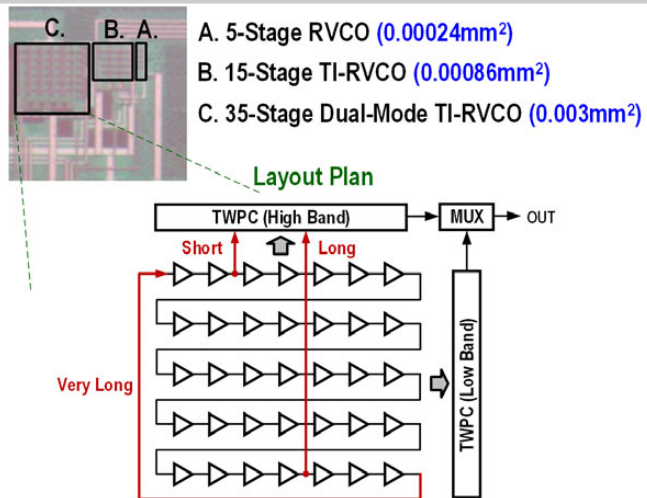 C. B. A.
A. 5-Stage RVCO (0.00024mm²)
B. 15-Stage TI-RVCO (0.00086mm²)
C. 35-Stage Dual-Mode TI-RVCO (0.003mm²)
Layout Plan
TWPC (High Band)
MUX
OUT
Short
Long
Very Long
TWPC (Low Band)